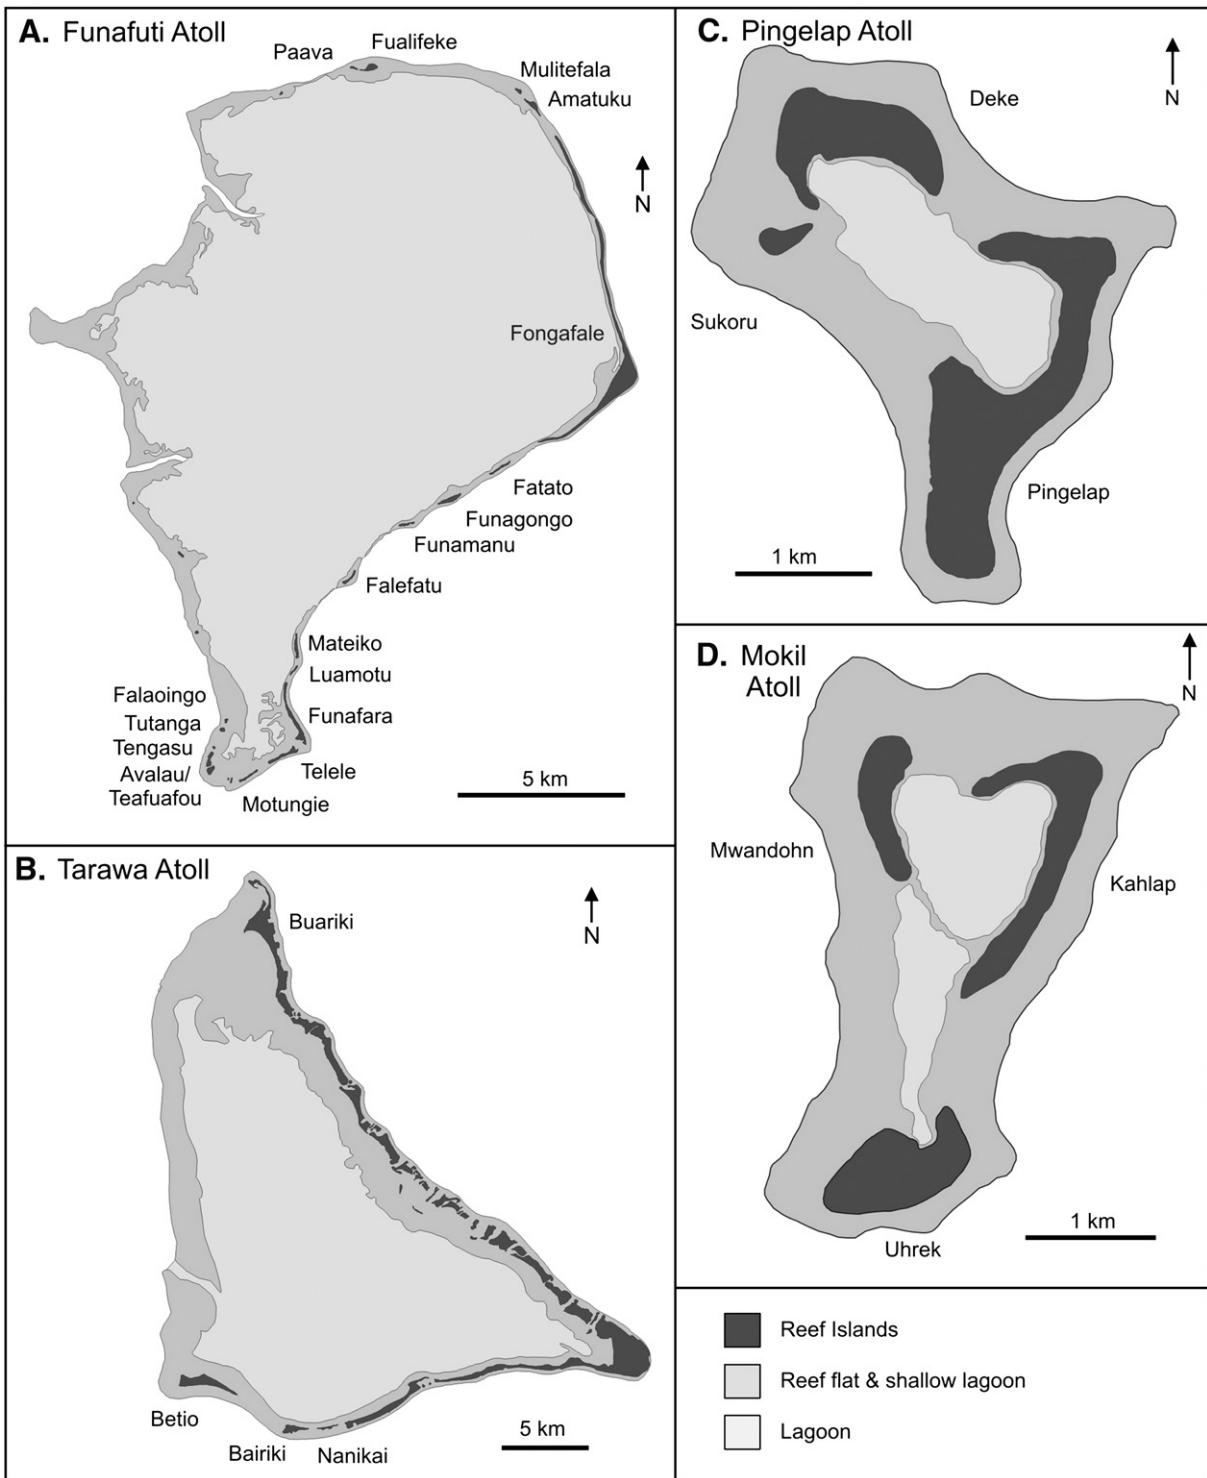 A. Funafuti Atoll
Paava
Fualifeke
Mulitefala
Amatuku
N
Fongafale
Fatato
Funagongo
Funamanu
Falefatu
Mateiko
Luamotu
Funafara
Falaoingo
Tutanga
Tengasu
Avalau/
Teafuafou
Telele
Motungie
5 km
B. Tarawa Atoll
Buariki
N
Betio
Bairiki
Nanikai
5 km
C. Pingelap Atoll
N
Deke
Sukoru
Pingelap
1 km
D. Mokil
Atoll
N
Mwandohn
Kahlap
Uhrek
1 km
Reef Islands
Reef flat & shallow lagoon
Lagoon